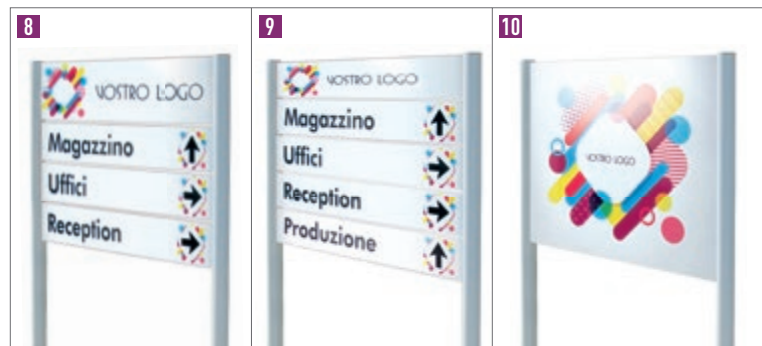 8
VOSTRO LOGO
Magazzino
Uffici
Reception
9
VOSTRO LOGO
Magazzino
Uffici
Reception
Produzione
10
VOSTRO LOGO